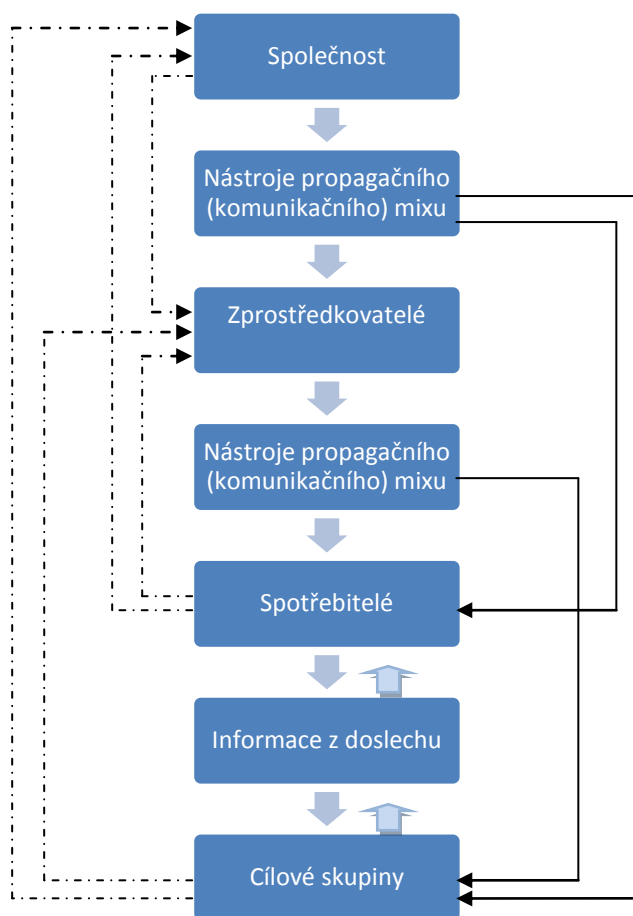 Společnost
Nástroje propagačního
(komunikačního) mixu
Zprostředkovatelé
Nástroje propagačního
(komunikačního) mixu
Spotřebitelé
Informace z doslechu
Cílové skupiny